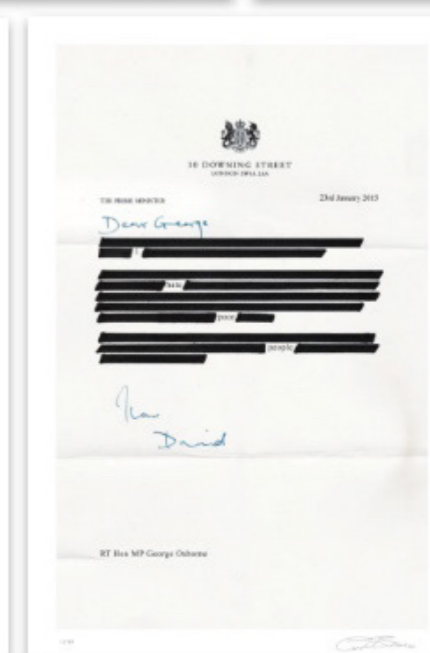 10 DOWNING STREET
LONDON SW1A 2AA
THE PRIME MINISTER 23rd January 2015
Dear George
I
hate
poor
people
David
RT Hon MP George Osborne